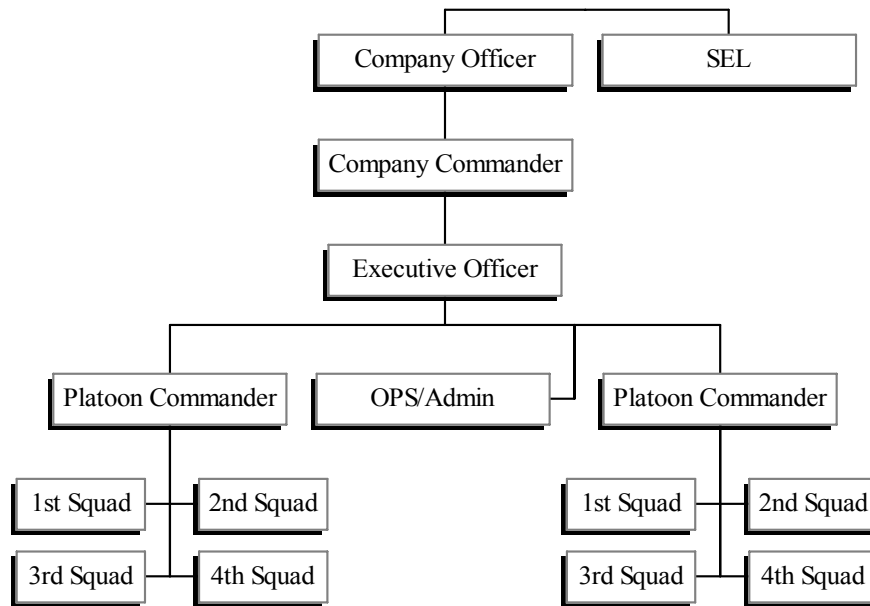 Company Officer
SEL
Company Commander
Executive Officer
Platoon Commander
OPS/Admin
Platoon Commander
1st Squad
2nd Squad
1st Squad
2nd Squad
3rd Squad
4th Squad
3rd Squad
4th Squad